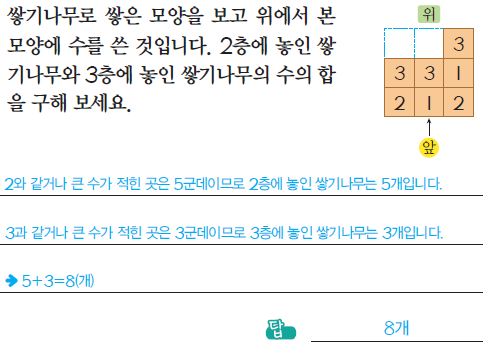 쌓기나무로 쌓은 모양을 보고 위에서 본
모양에 수를 쓴 것입니다. 2층에 놓인 쌓
기나무와 3층에 놓인 쌓기나무의 수의 합
을 구해 보세요.
위
3
3 3 1
2 1 2
앞
2와 같거나 큰 수가 적힌 곳은 5군데이므로 2층에 놓인 쌓기나무는 5개입니다.
3과 같거나 큰 수가 적힌 곳은 3군데이므로 3층에 놓인 쌓기나무는 3개입니다.
➔ 5+3=8(개)
답 8개